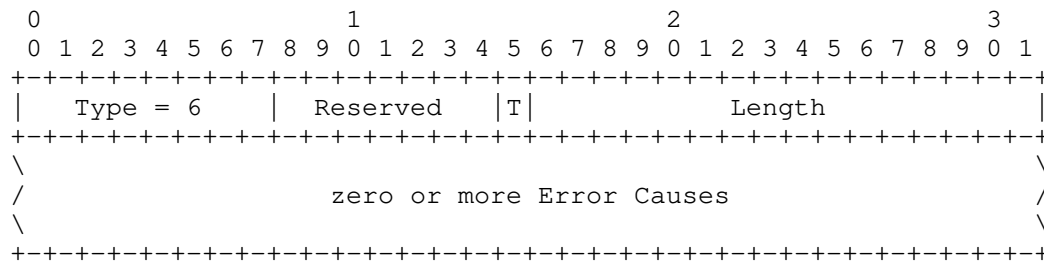 0                   1                   2                   3
 0 1 2 3 4 5 6 7 8 9 0 1 2 3 4 5 6 7 8 9 0 1 2 3 4 5 6 7 8 9 0 1
+-+-+-+-+-+-+-+-+-+-+-+-+-+-+-+-+-+-+-+-+-+-+-+-+-+-+-+-+-+-+-+-+
|   Type = 6    |  Reserved   |T|            Length             |
+-+-+-+-+-+-+-+-+-+-+-+-+-+-+-+-+-+-+-+-+-+-+-+-+-+-+-+-+-+-+-+-+
\                                                               \
/                   zero or more Error Causes                   /
\                                                               \
+-+-+-+-+-+-+-+-+-+-+-+-+-+-+-+-+-+-+-+-+-+-+-+-+-+-+-+-+-+-+-+-+